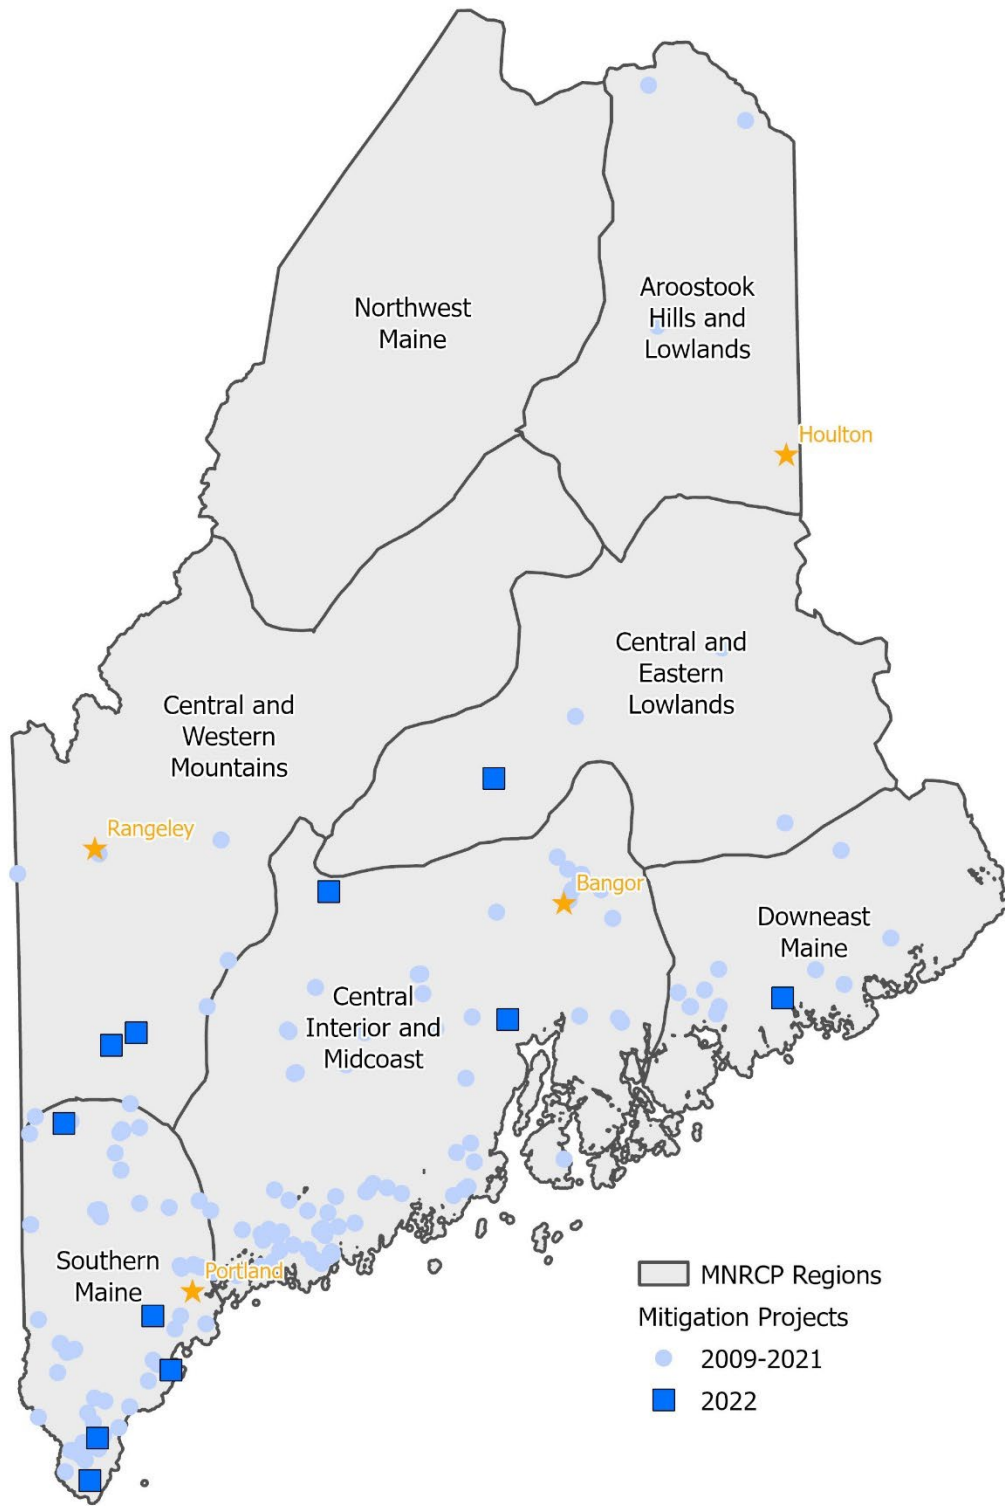 Northwest
Maine
Aroostook
Hills and
Lowlands
Houlton
Central and
Eastern
Lowlands
Central and
Western
Mountains
Rangeley
Bangor
Downeast
Maine
Central
Interior and
Midcoast
Southern
Maine
Portland
MNRCP Regions
Mitigation Projects
2009-2021
2022